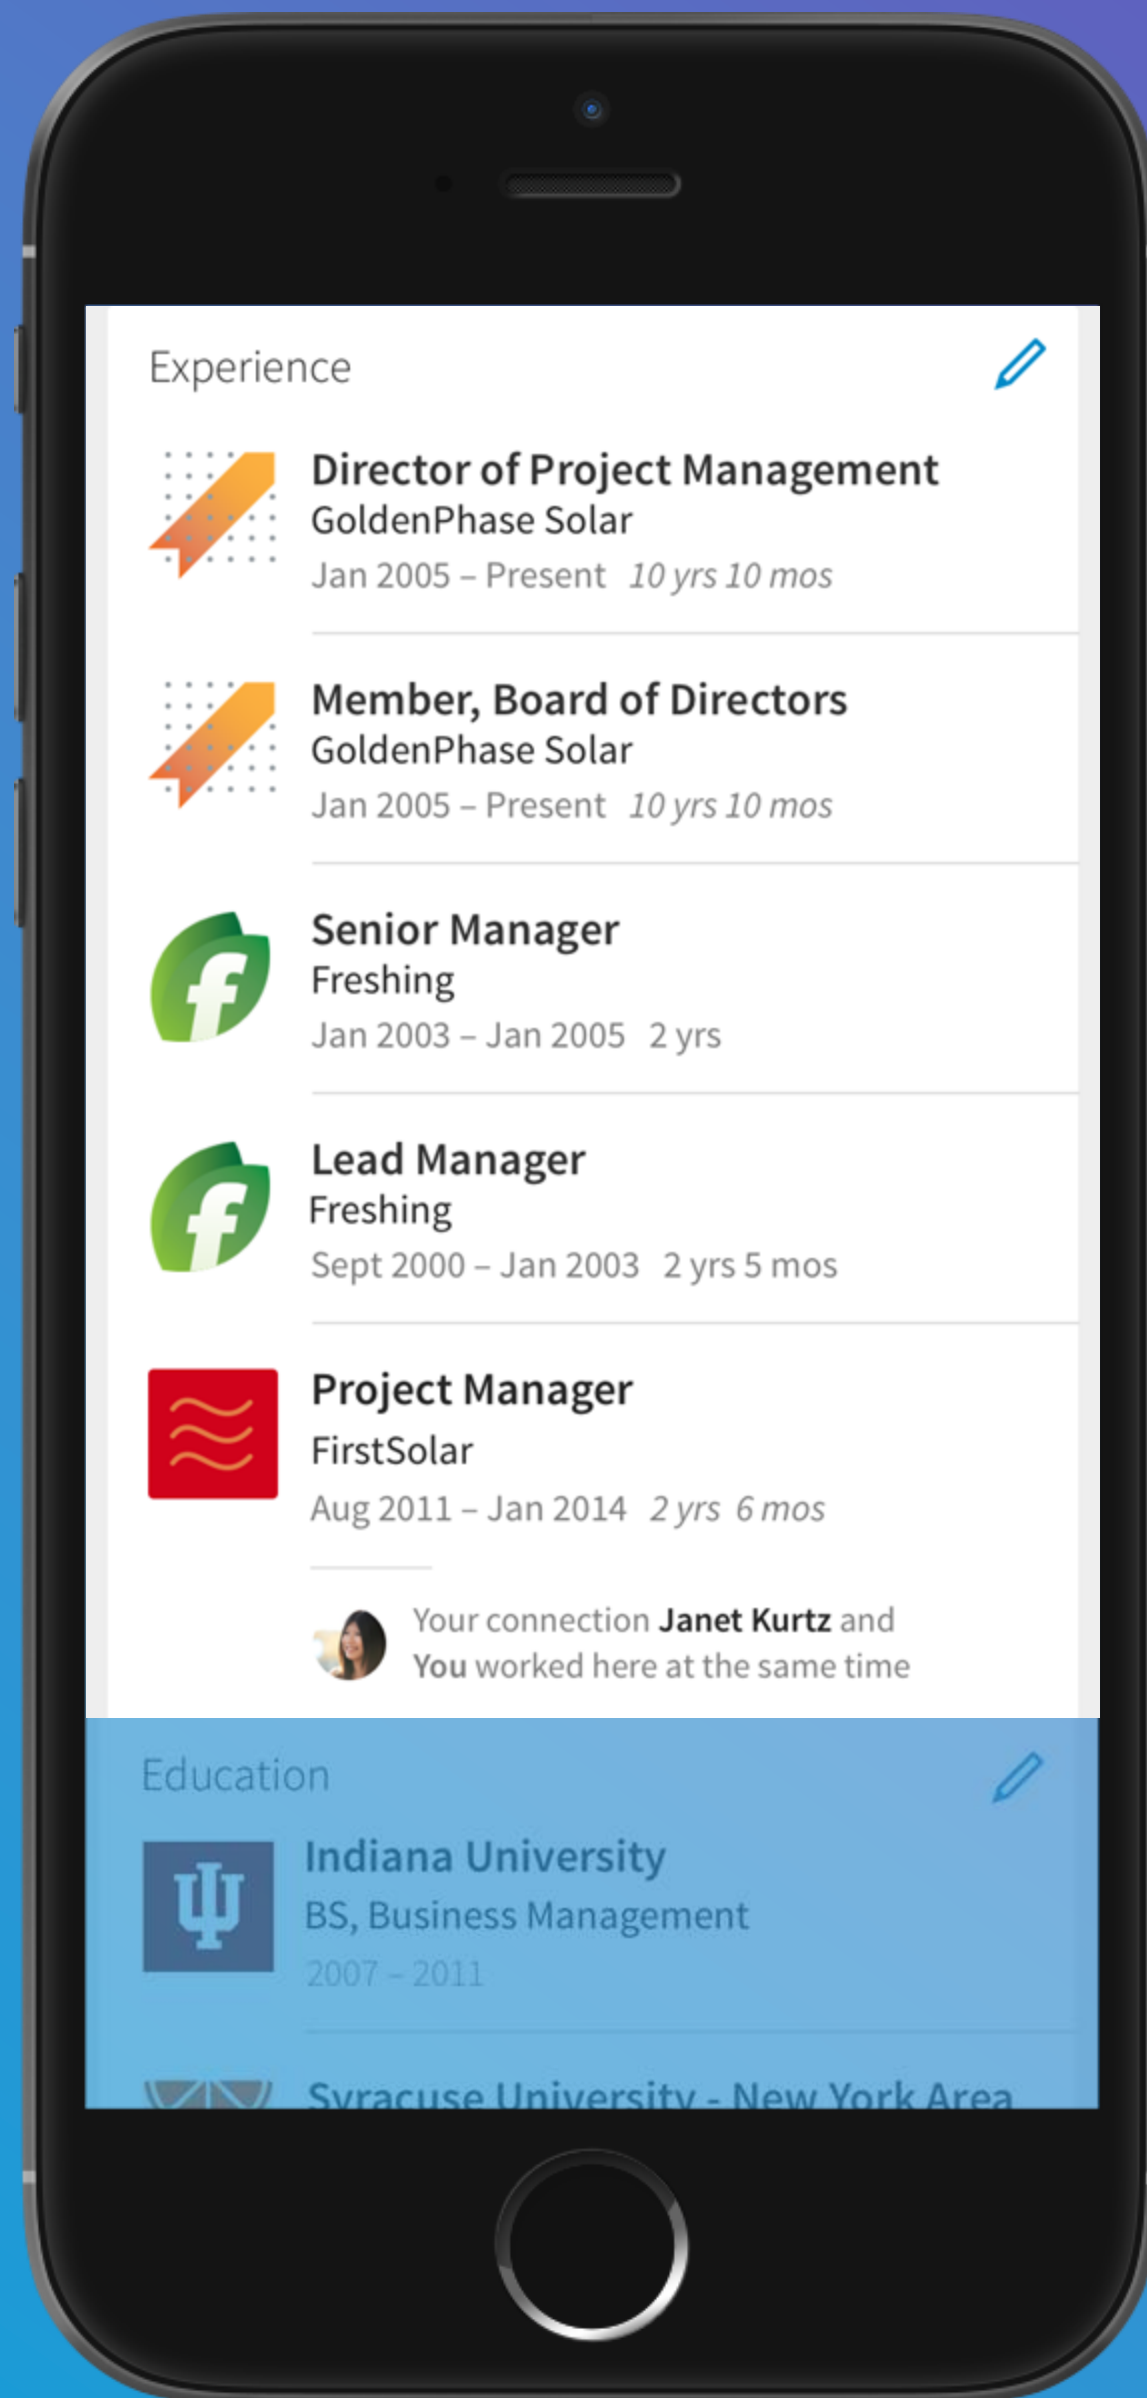 Experience
Director of Project Management
GoldenPhase Solar
Jan 2005 – Present 10 yrs 10 mos
Member, Board of Directors
GoldenPhase Solar
Jan 2005 – Present 10 yrs 10 mos
f
Senior Manager
Freshing
Jan 2003 – Jan 2005 2 yrs
f
Lead Manager
Freshing
Sept 2000 – Jan 2003 2 yrs 5 mos
Project Manager
FirstSolar
Aug 2011 – Jan 2014 2 yrs 6 mos
Your connection Janet Kurtz and
You worked here at the same time
Education
Indiana University
BS, Business Management
2007 – 2011
Syracuse University - New York Area